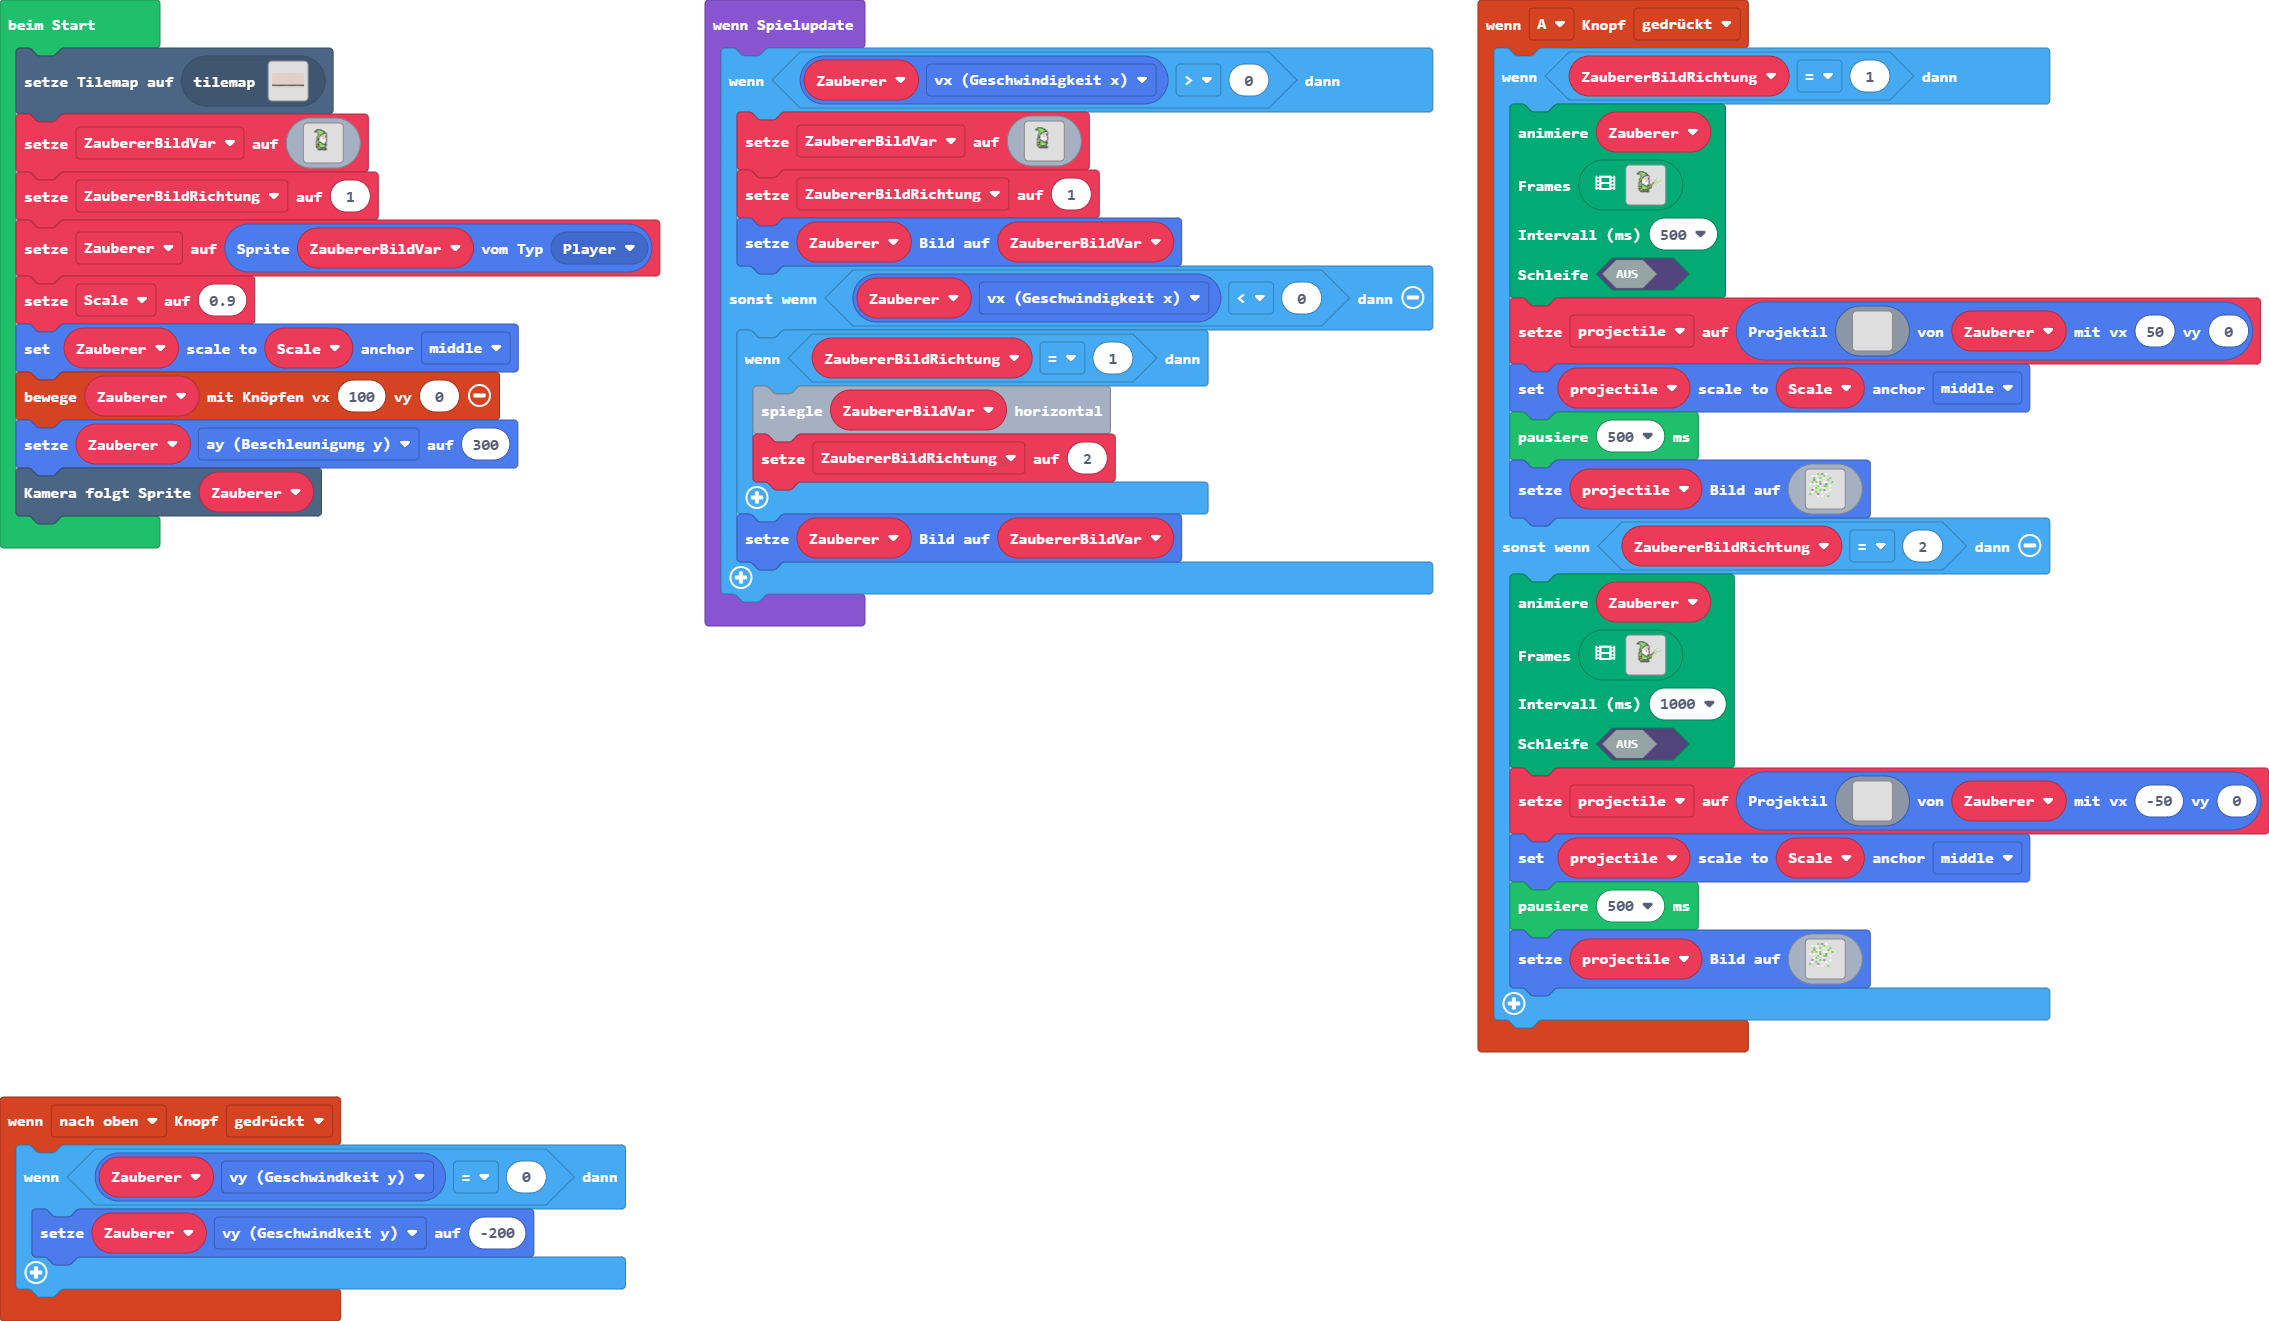 beim Start
setze Tilemap auf tilemap
setze ZaubererBildVar auf
setze ZaubererBildRichtung auf 1
setze Zauberer auf Sprite ZaubererBildVar vom Typ Player
setze Scale auf 0.9
set Zauberer scale to Scale anchor middle
bewege Zauberer mit Knöpfen vx 100 vy 0
setze Zauberer ay (Beschleunigung y) auf 300
Kamera folgt Sprite Zauberer
wenn Spielupdate
wenn Zauberer vx (Geschwindigkeit x) > 0 dann
setze ZaubererBildVar auf
setze ZaubererBildRichtung auf 1
setze Zauberer Bild auf ZaubererBildVar
sonst wenn Zauberer vx (Geschwindigkeit x) < 0 dann
wenn ZaubererBildRichtung = 1 dann
spiegle ZaubererBildVar horizontal
setze ZaubererBildRichtung auf 2
setze Zauberer Bild auf ZaubererBildVar
wenn A Knopf gedrückt
wenn ZaubererBildRichtung = 1 dann
animiere Zauberer
Frames
Intervall (ms) 500
Schleife AUS
setze projectile auf Projektil von Zauberer mit vx 50 vy 0
set projectile scale to Scale anchor middle
pausiere 500 ms
setze projectile Bild auf
sonst wenn ZaubererBildRichtung = 2 dann
animiere Zauberer
Frames
Intervall (ms) 1000
Schleife AUS
setze projectile auf Projektil von Zauberer mit vx -50 vy 0
set projectile scale to Scale anchor middle
pausiere 500 ms
setze projectile Bild auf
wenn nach oben Knopf gedrückt
wenn Zauberer vy (Geschwindkeit y) = 0 dann
setze Zauberer vy (Geschwindkeit y) auf -200